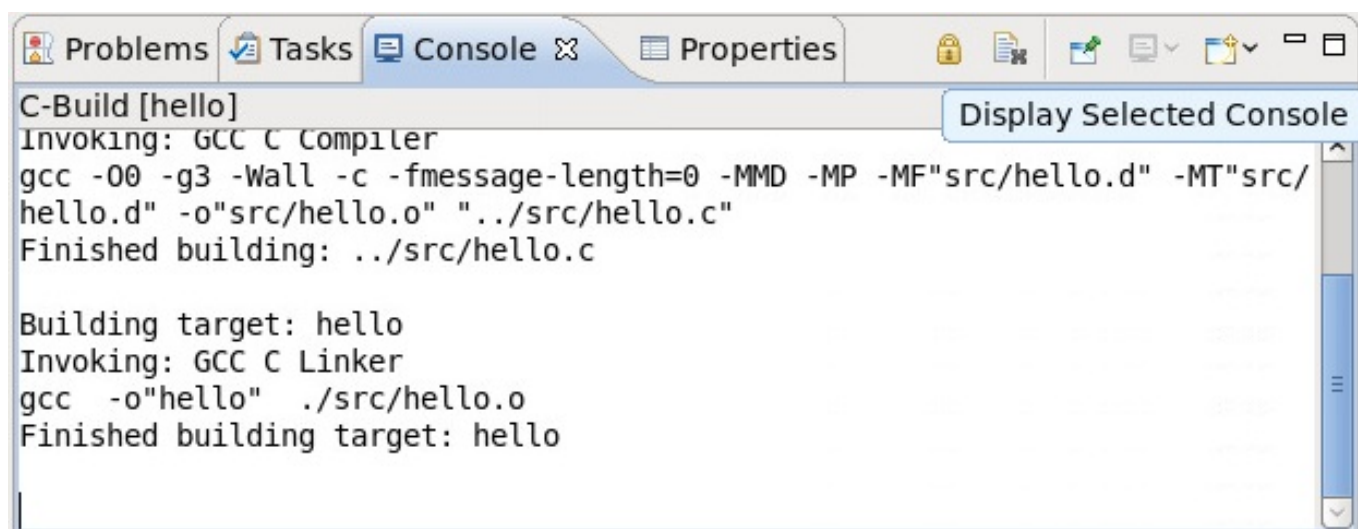 Problems Tasks Console Properties
C-Build [hello]
Display Selected Console
Invoking: GCC C Compiler
gcc -O0 -g3 -Wall -c -fmessage-length=0 -MMD -MP -MF"src/hello.d" -MT"src/
hello.d" -o"src/hello.o" "../src/hello.c"
Finished building: ../src/hello.c
Building target: hello
Invoking: GCC C Linker
gcc  -o"hello"  ./src/hello.o
Finished building target: hello